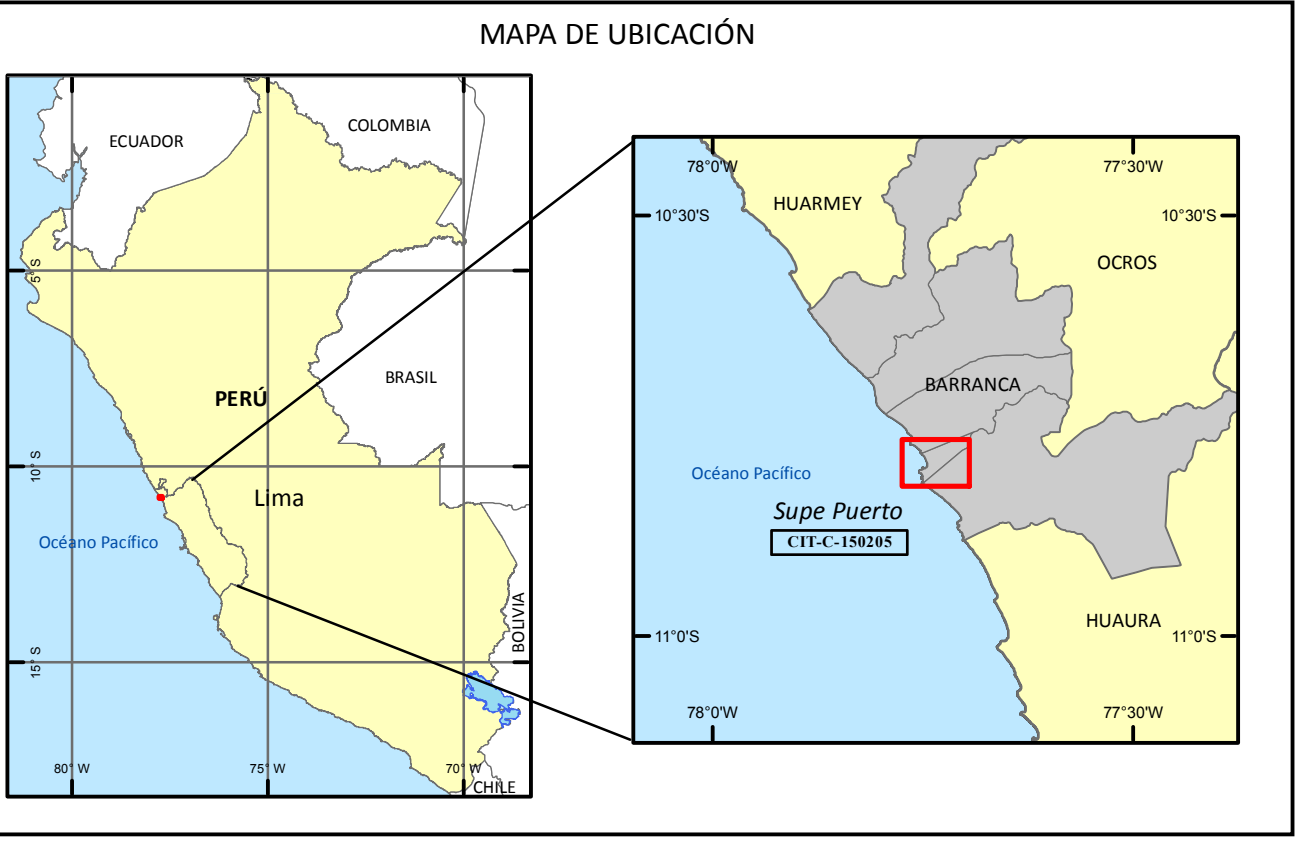 MAPA DE UBICACIÓN
ECUADOR
COLOMBIA
5° S
PERÚ
BRASIL
10° S
Lima
Océano Pacífico
BOLIVIA
15° S
80° W
75° W
70° W
CHILE
78°0'W
77°30'W
HUARMEY
10°30'S
10°30'S
OCROS
BARRANCA
Océano Pacífico
Supe Puerto
CIT-C-150205
HUAURA
11°0'S
11°0'S
78°0'W
77°30'W